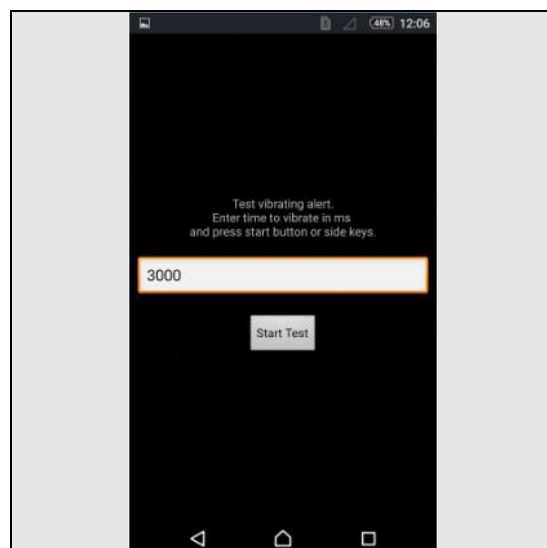 48% 12:06
Test vibrating alert.
Enter time to vibrate in ms
and press start button or side keys.
3000
Start Test